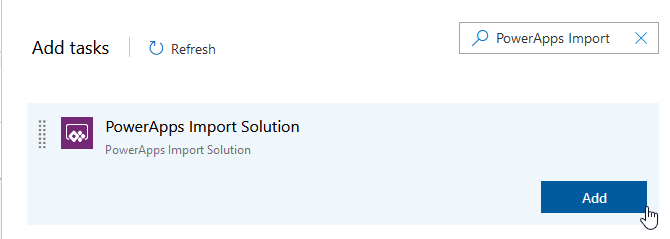 Add tasks
Refresh
PowerApps Import
PowerApps Import Solution
PowerApps Import Solution
Add